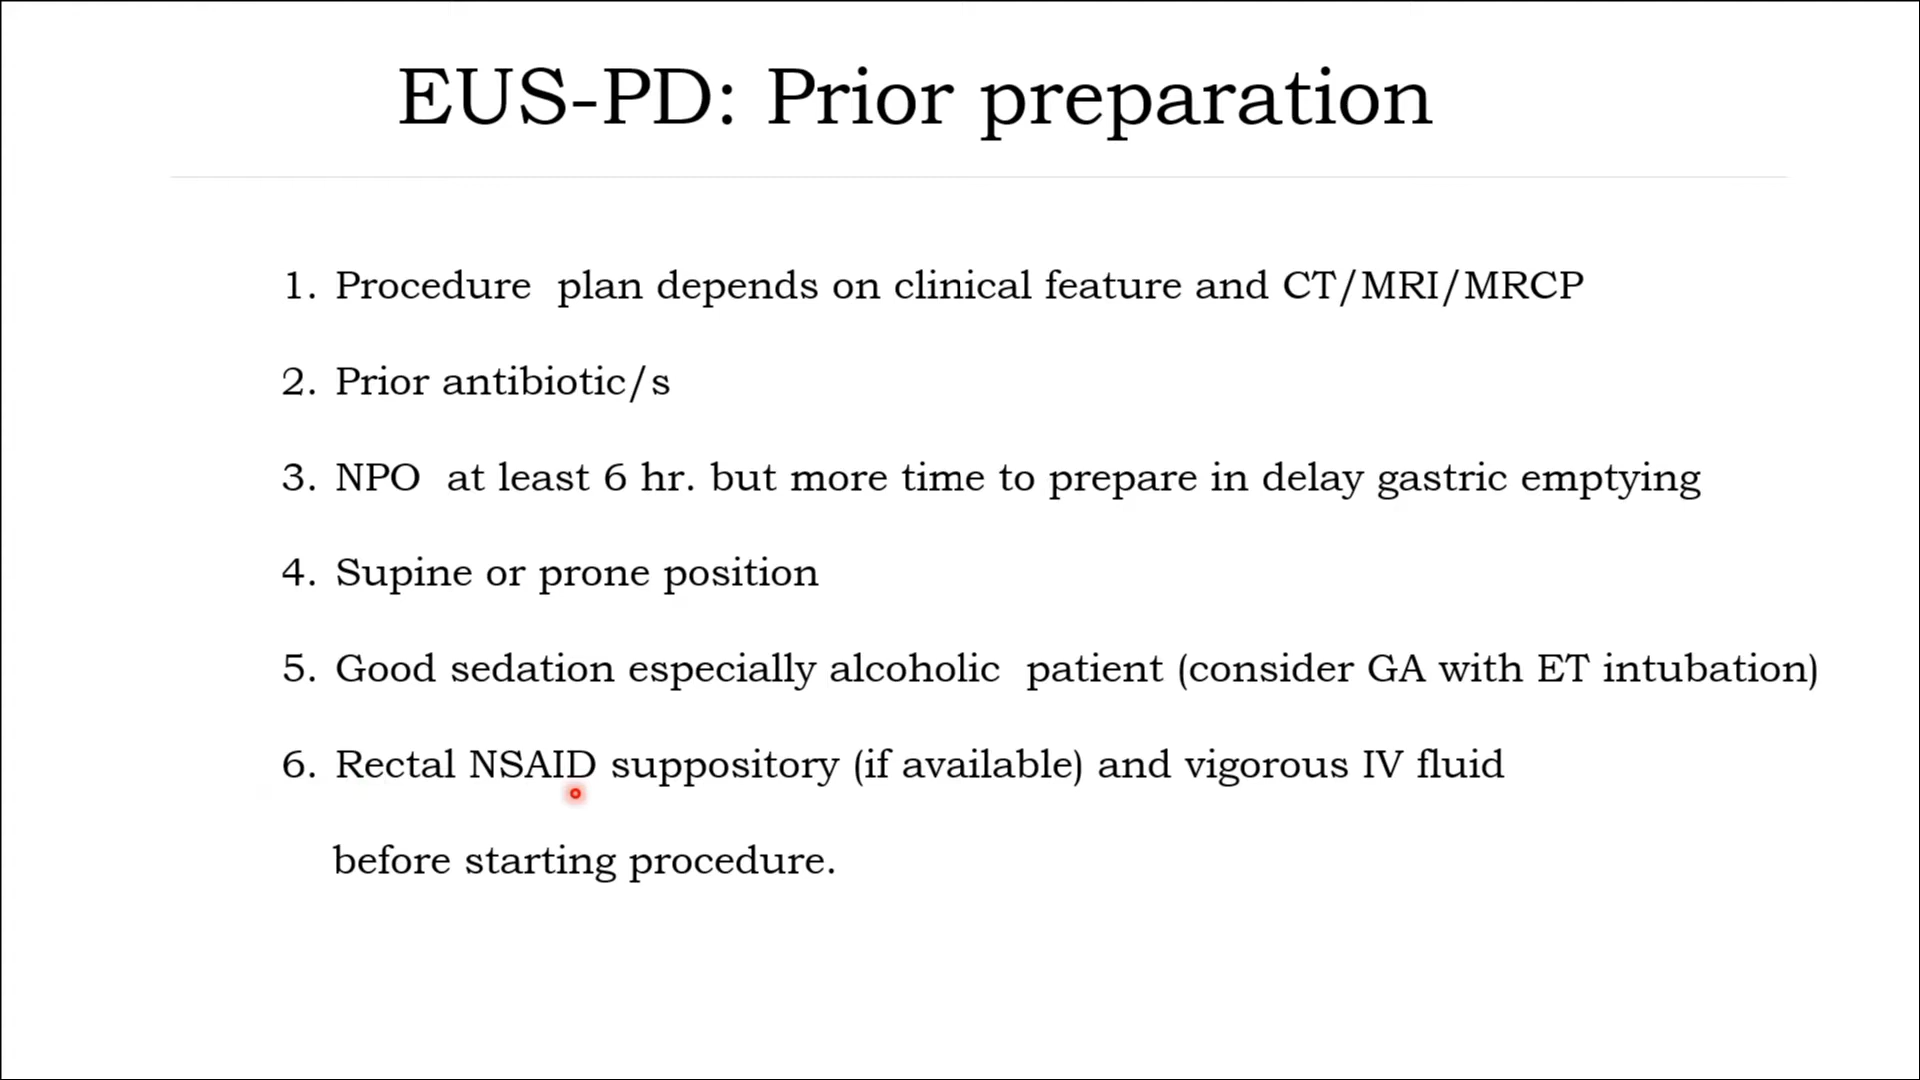 EUS-PD: Prior preparation
1. Procedure plan depends on clinical feature and CT/MRI/MRCP
2. Prior antibiotic/s
3. NPO at least 6 hr. but more time to prepare in delay gastric emptying
4. Supine or prone position
5. Good sedation especially alcoholic patient (consider GA with ET intubation)
6. Rectal NSAID suppository (if available) and vigorous IV fluid
before starting procedure.